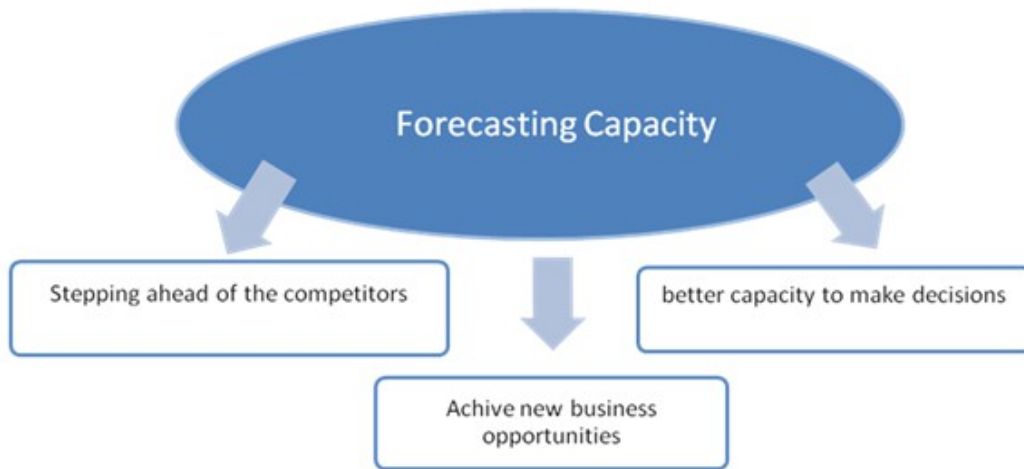 Forecasting Capacity
Stepping ahead of the competitors
better capacity to make decisions
Achive new business
opportunities